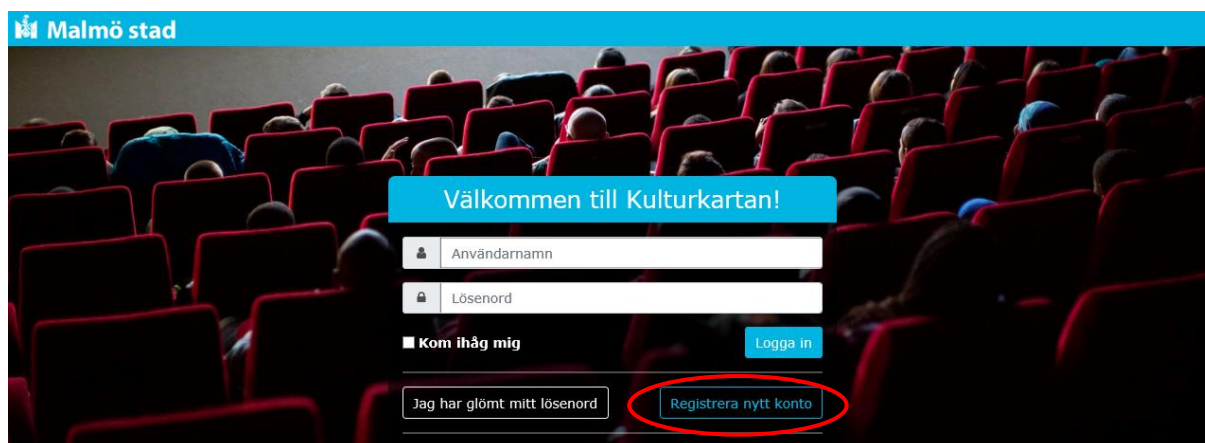 Malmö stad
Välkommen till Kulturkartan!
Användarnamn
Lösenord
Kom ihåg mig
Logga in
Jag har glömt mitt lösenord
Registrera nytt konto